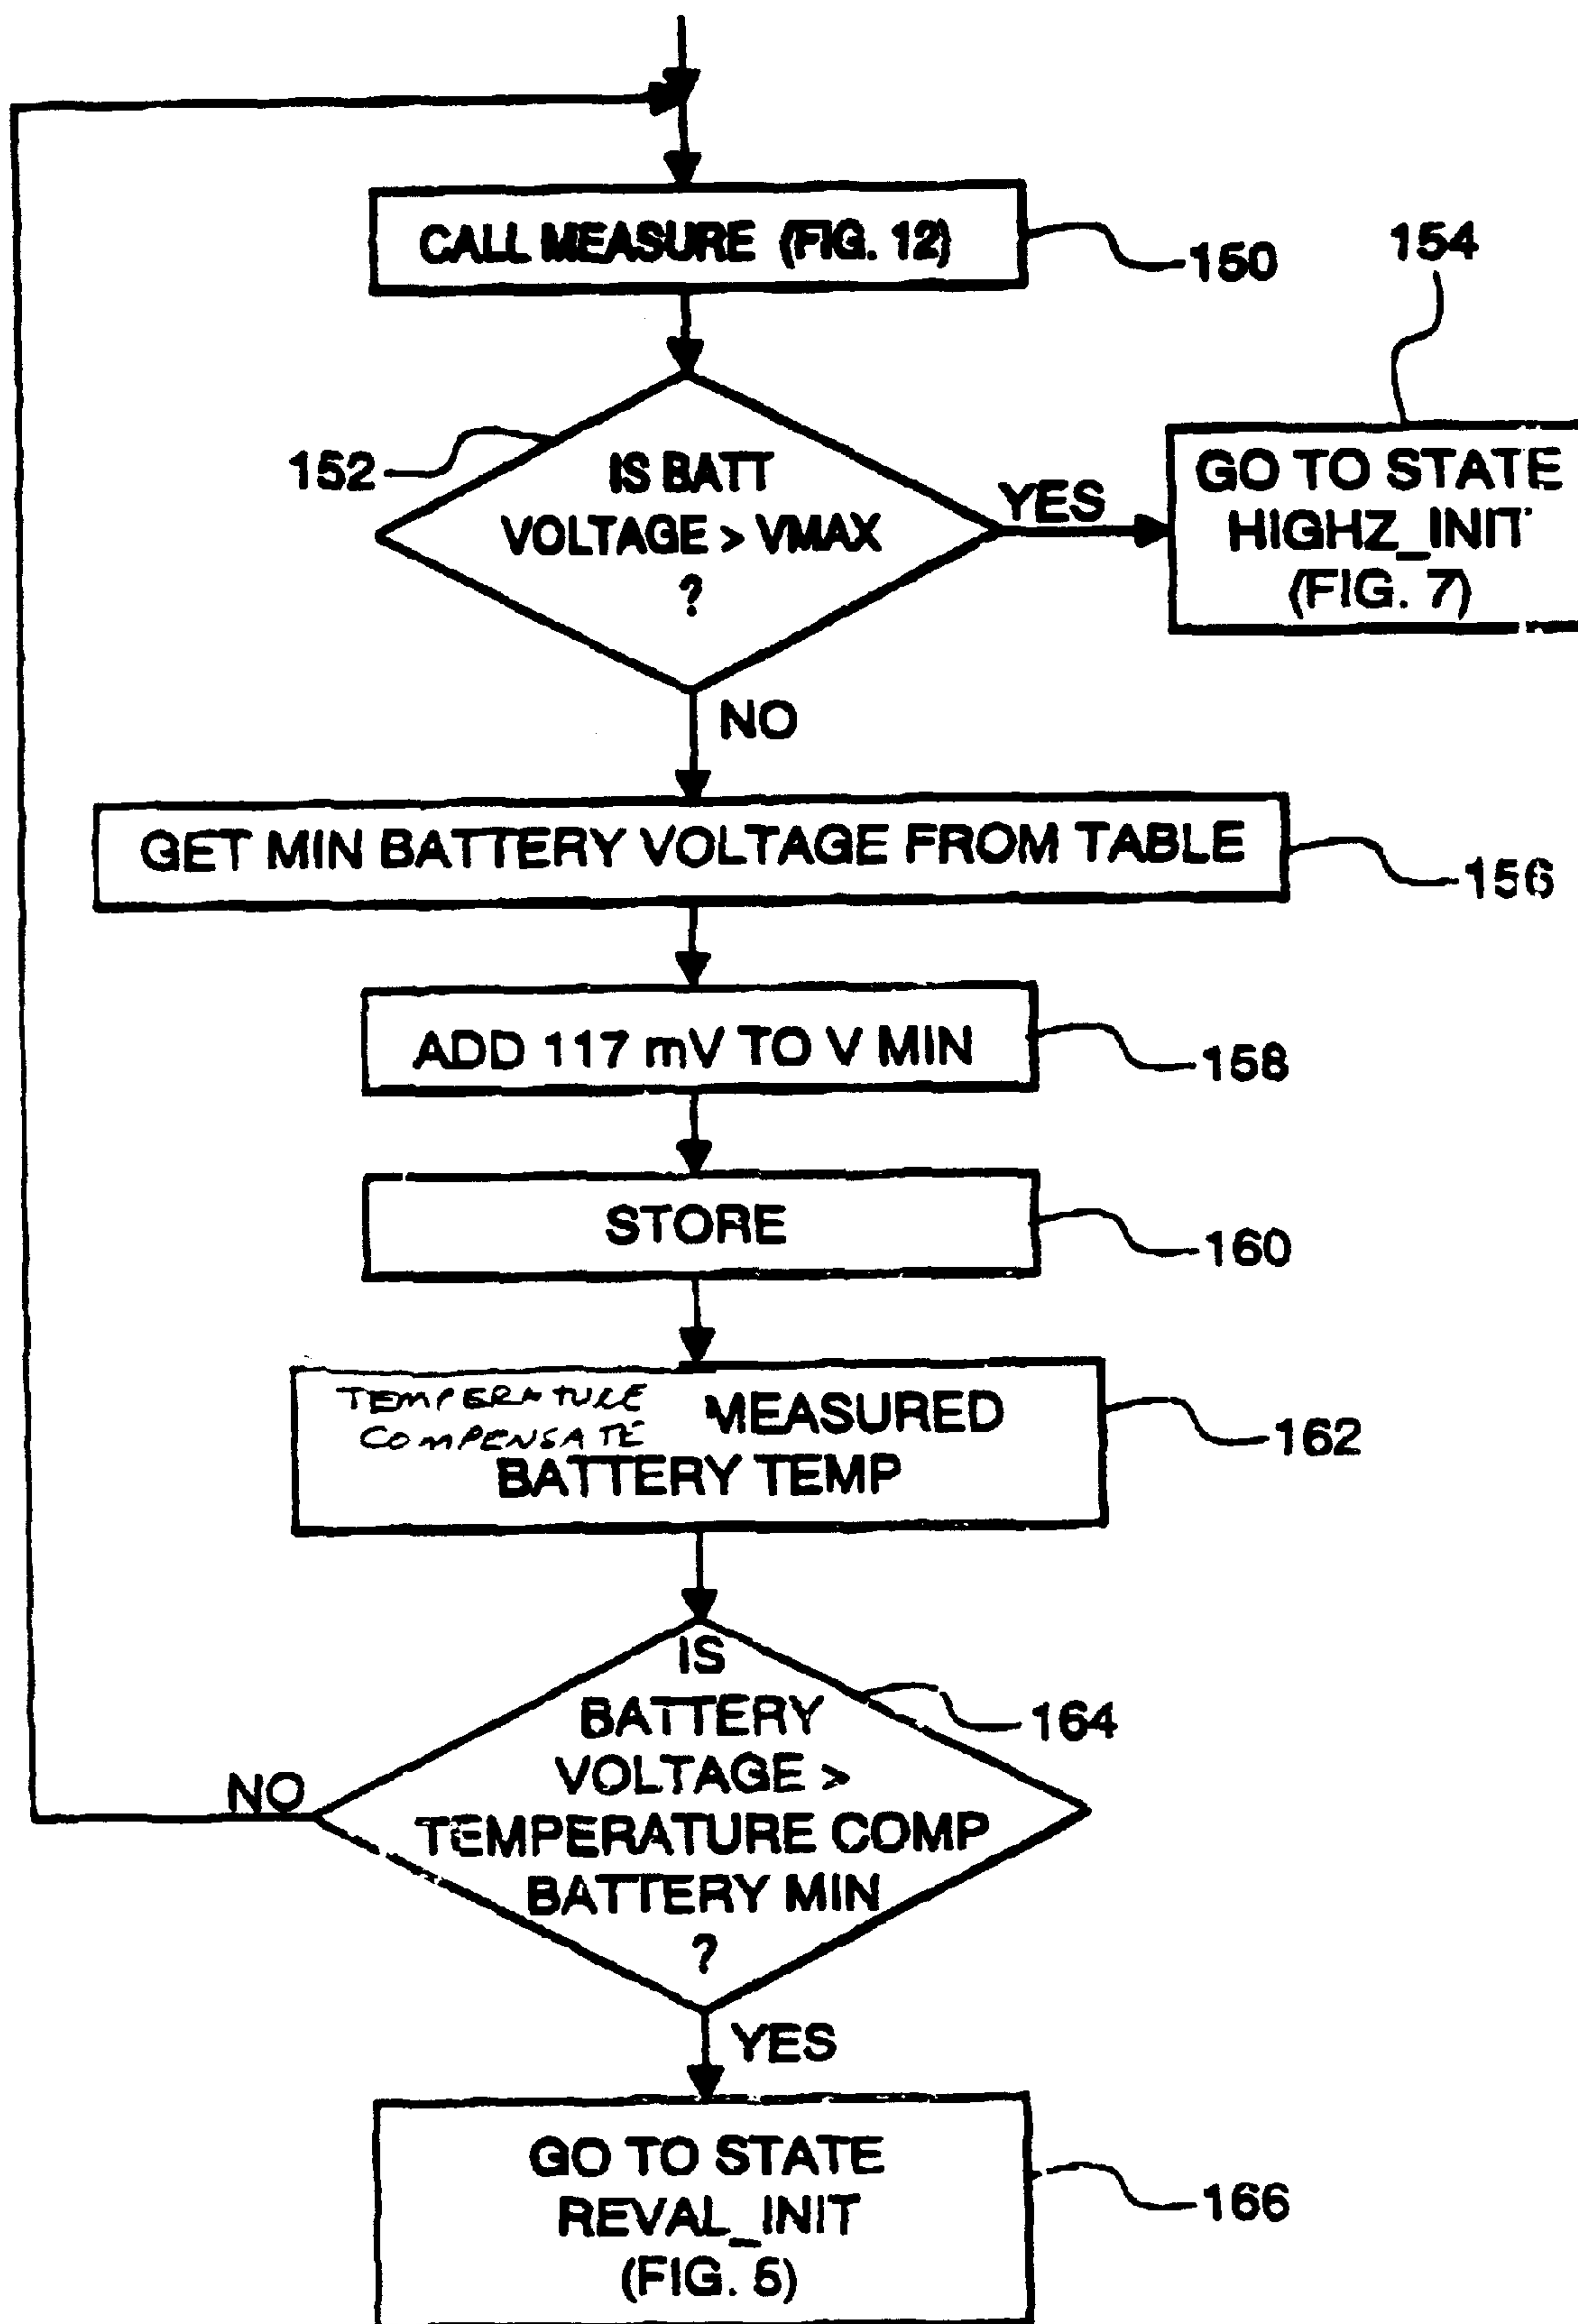 CALL MEASURE (FIG. 12)
150
154
152
IS BATT
VOLTAGE > VMAX
?
YES
GO TO STATE
HIGHZ_INIT
(FIG. 7)
NO
GET MIN BATTERY VOLTAGE FROM TABLE
156
ADD 117 mV TO V MIN
158
STORE
160
TEMPERATURE
COMPENSATE
MEASURED
BATTERY TEMP
162
IS
BATTERY
VOLTAGE >
TEMPERATURE COMP
BATTERY MIN
?
164
NO
YES
GO TO STATE
REVAL_INIT
(FIG. 5)
166